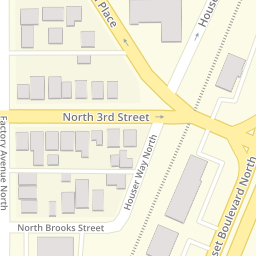 Place
House
North 3rd Street
Factory Avenue North
Houser Way North
North Brooks Street
set Boulevard North